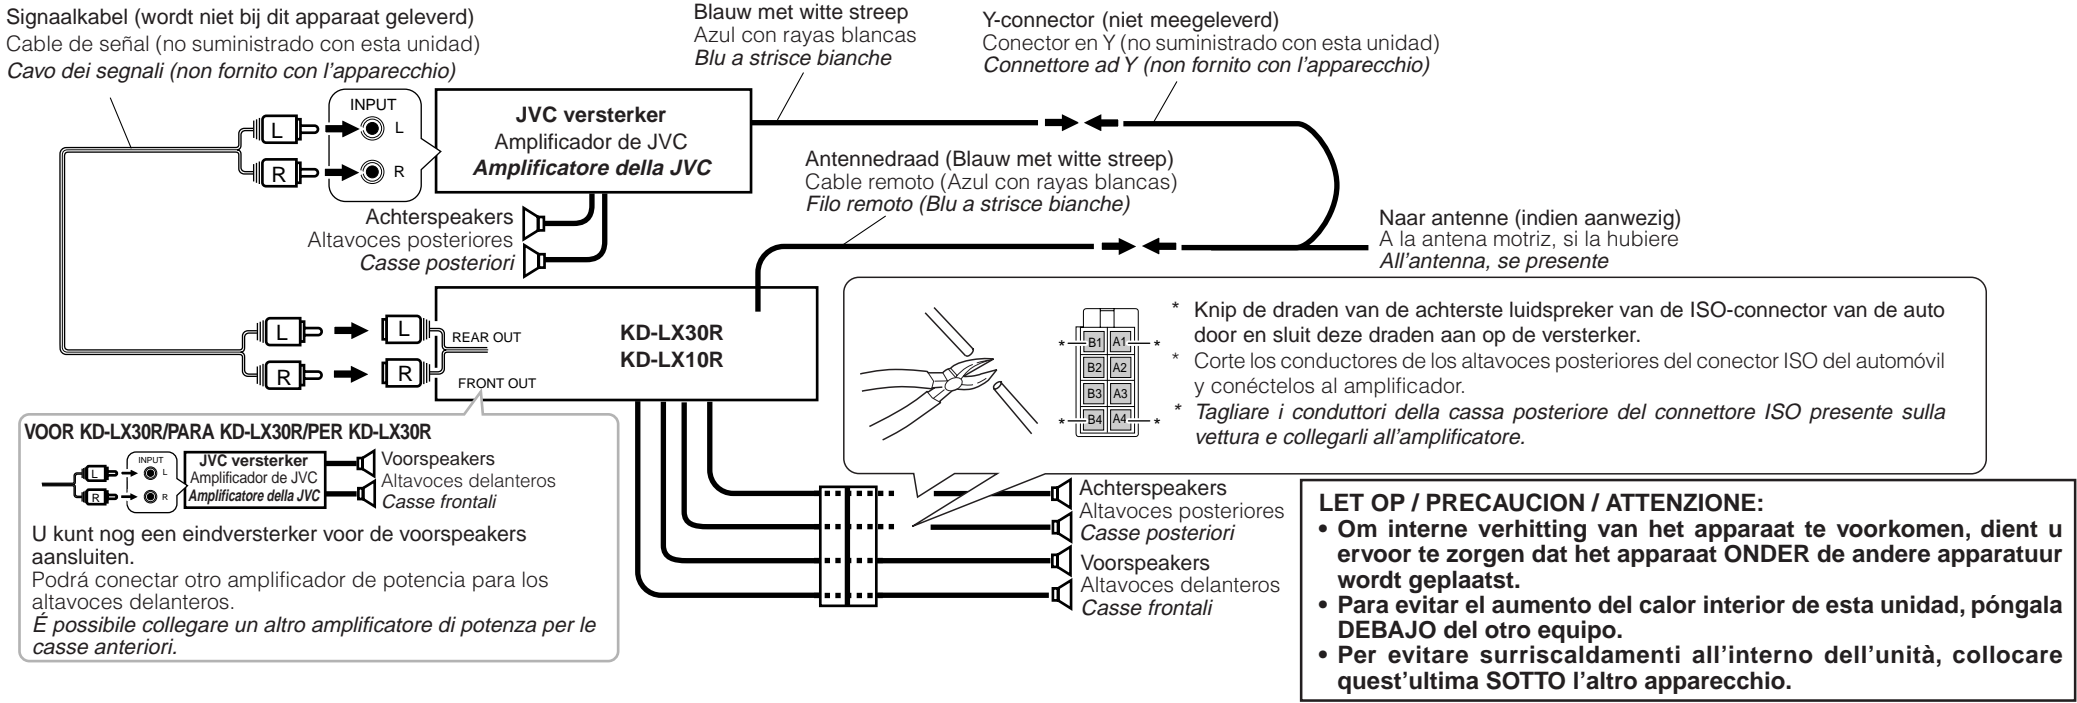 Signaalkabel (wordt niet bij dit apparaat geleverd)
Cable de señal (no suministrado con esta unidad)
Cavo dei segnali (non fornito con l'apparecchio)
Blauw met witte streep
Azul con rayas blancas
Blu a strisce bianche
Y-connector (niet meegeleverd)
Conector en Y (no suministrado con esta unidad)
Connettore ad Y (non fornito con l'apparecchio)
L
R
INPUT
L
R
JVC versterker
Amplificador de JVC
Amplificatore della JVC
Achterspeakers
Altavoces posteriores
Casse posteriori
Antennedraad (Blauw met witte streep)
Cable remoto (Azul con rayas blancas)
Filo remoto (Blu a strisce bianche)
Naar antenne (indien aanwezig)
A la antena motriz, si la hubiere
All'antenna, se presente
L
R
L
R
REAR OUT
FRONT OUT
KD-LX30R
KD-LX10R
* B1 A1 *
B2 A2
B3 A3
* B4 A4 *
* Knip de draden van de achterste luidspreker van de ISO-connector van de auto
door en sluit deze draden aan op de versterker.
* Corte los conductores de los altavoces posteriores del conector ISO del automóvil
y conéctelos al amplificador.
* Tagliare i conduttori della cassa posteriore del connettore ISO presente sulla
vettura e collegarli all'amplificatore.
VOOR KD-LX30R/PARA KD-LX30R/PER KD-LX30R
L
R
INPUT
L
R
JVC versterker
Amplificador de JVC
Amplificatore della JVC
Voorspeakers
Altavoces delanteros
Casse frontali
U kunt nog een eindversterker voor de voorspeakers
aansluiten.
Podrá conectar otro amplificador de potencia para los
altavoces delanteros.
É possibile collegare un altro amplificatore di potenza per le
casse anteriori.
Achterspeakers
Altavoces posteriores
Casse posteriori
Voorspeakers
Altavoces delanteros
Casse frontali
LET OP / PRECAUCION / ATTENZIONE:
• Om interne verhitting van het apparaat te voorkomen, dient u
ervoor te zorgen dat het apparaat ONDER de andere apparatuur
wordt geplaatst.
• Para evitar el aumento del calor interior de esta unidad, póngala
DEBAJO del otro equipo.
• Per evitare surriscaldamenti all'interno dell'unità, collocare
quest'ultima SOTTO l'altro apparecchio.